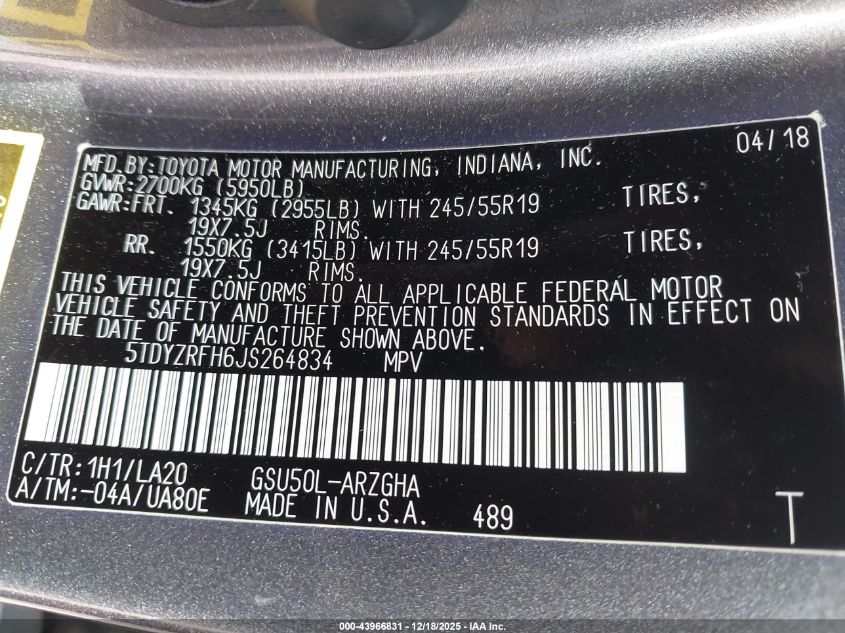 MFD.BY:TOYOTA MOTOR MANUFACTURING, INDIANA, INC. 04/18
GVWR:2700KG (5950LB)
GAWR:FRT. 1345KG (2955LB) WITH 245/55R19 TIRES,
19X7.5J RIMS.
RR. 1550KG (3415LB) WITH 245/55R19 TIRES,
19X7.5J RIMS.
THIS VEHICLE CONFORMS TO ALL APPLICABLE FEDERAL MOTOR
VEHICLE SAFETY AND THEFT PREVENTION STANDARDS IN EFFECT ON
THE DATE OF MANUFACTURE SHOWN ABOVE.
5TDYZRFH6JS264834 MPV
C/TR:1H1/LA20 GSU50L-ARZGHA
A/TM:-04A/UA80E MADE IN U.S.A. 489 T
000-43966831 - 12/18/2025 - IAA Inc.